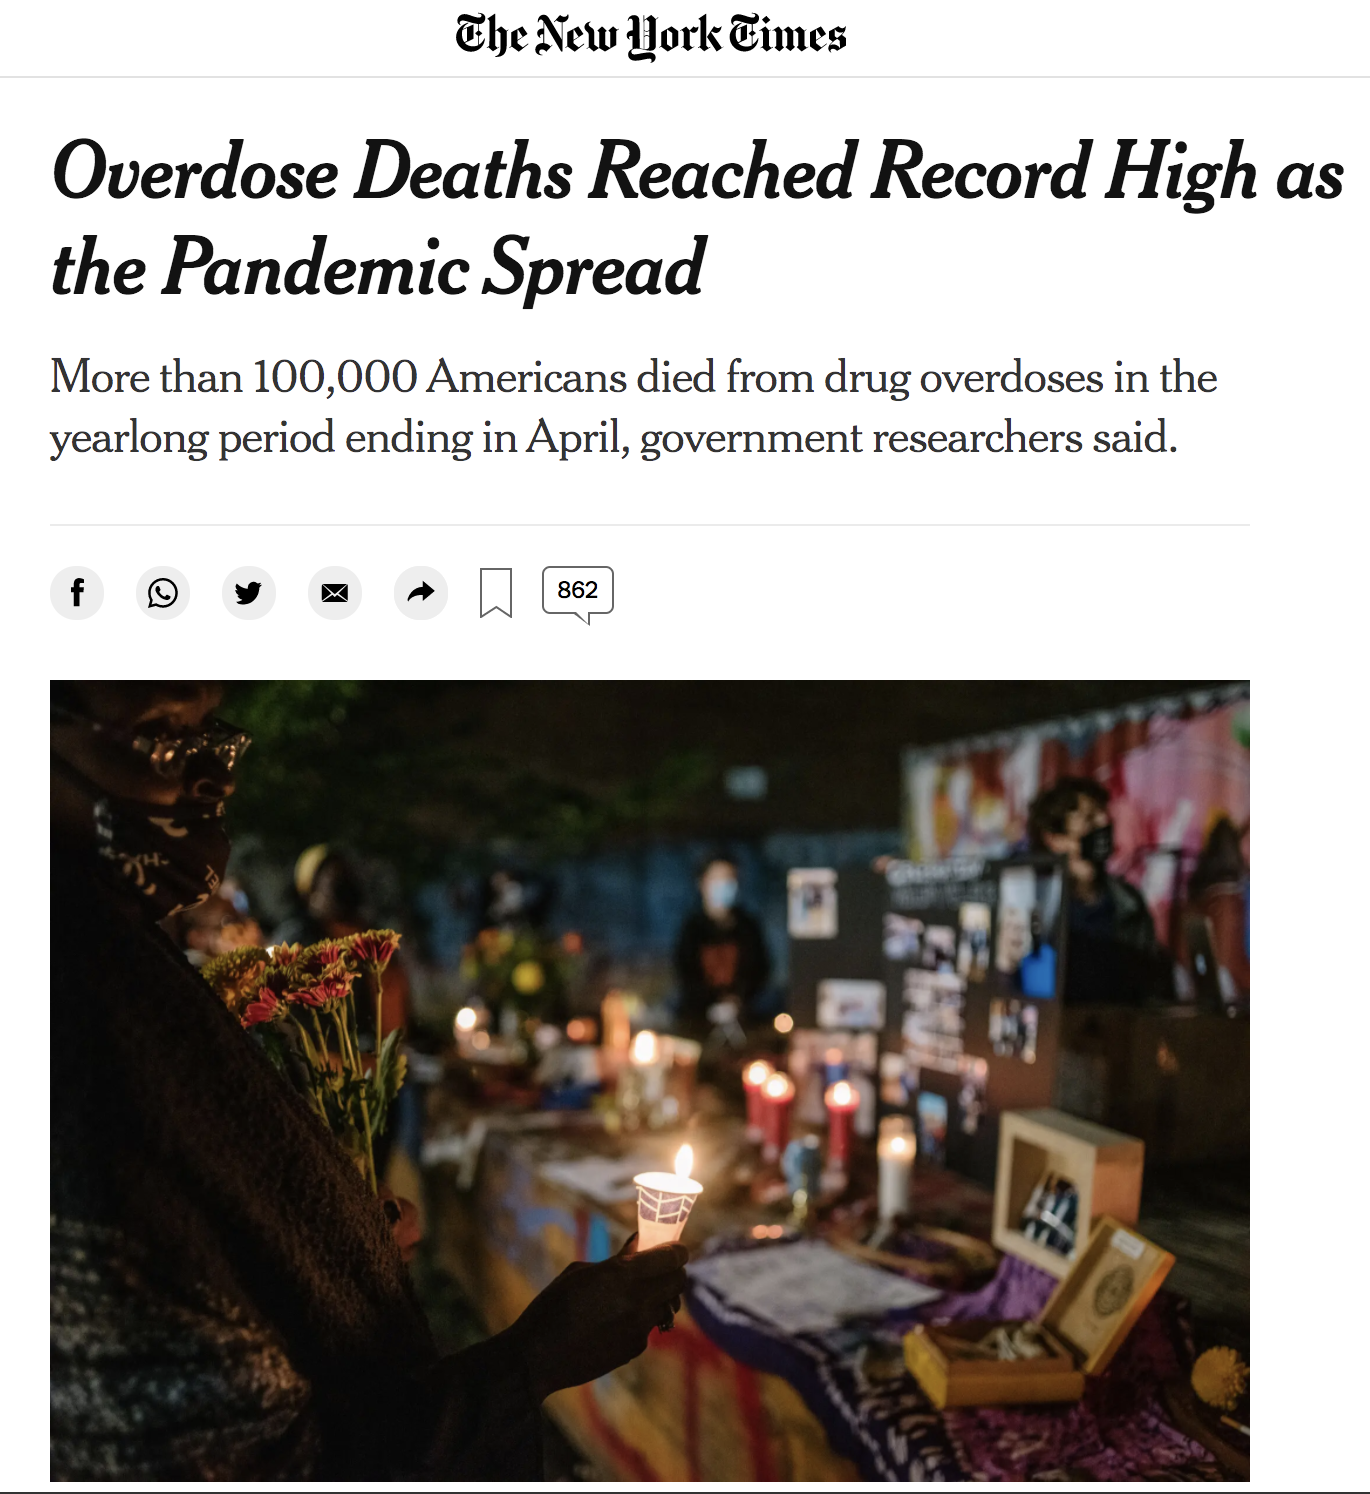 The New York Times
Overdose Deaths Reached Record High as
the Pandemic Spread
More than 100,000 Americans died from drug overdoses in the
yearlong period ending in April, government researchers said.
862